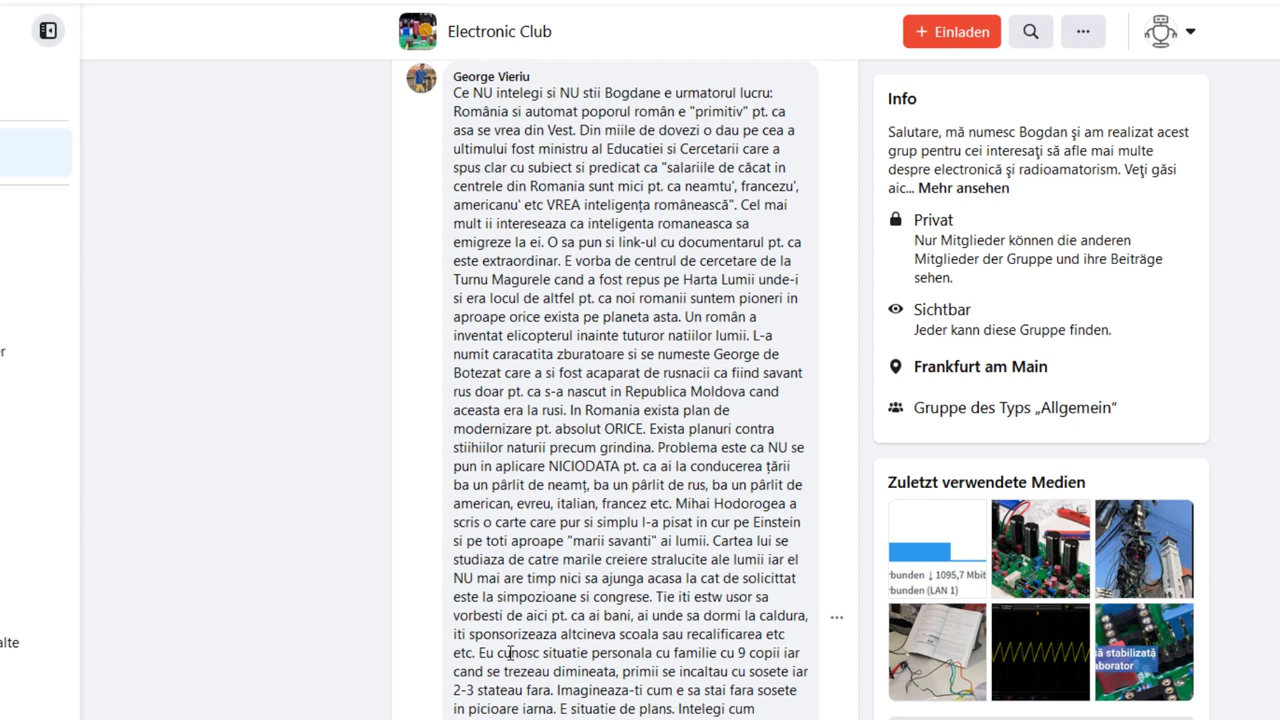 Electronic Club
+ Einladen
George Vieriu
Ce NU intelegi si NU stii Bogdane e urmatorul lucru:
România si automat poporul român e "primitiv" pt. ca
asa se vrea din Vest. Din miile de dovezi o dau pe cea a
ultimului fost ministru al Educatiei si Cercetarii care a
spus clar cu subiect si predicat ca "salariile de căcat in
centrele din Romania sunt mici pt. ca neamtu', francezu',
americanu' etc VREA inteligența românească". Cel mai
mult ii intereseaza ca inteligenta romaneasca sa
emigreze la ei. O sa pun si link-ul cu documentarul pt. ca
este extraordinar. E vorba de centrul de cercetare de la
Turnu Magurele cand a fost repus pe Harta Lumii unde-i
si era locul de altfel pt. ca noi romanii suntem pioneri in
aproape orice exista pe planeta asta. Un român a
inventat elicopterul inainte tuturor natiilor lumii. L-a
numit caracatita zburatoare si se numeste George de
Botezat care a si fost acaparat de rusnacii ca fiind savant
rus doar pt. ca s-a nascut in Republica Moldova cand
aceasta era la rusi. In Romania exista plan de
modernizare pt. absolut ORICE. Exista planuri contra
stiihiilor naturii precum grindina. Problema este ca NU se
pun in aplicare NICIODATA pt. ca ai la conducerea țării
ba un pârlit de neamț, ba un pârlit de rus, ba un pârlit de
american, evreu, italian, francez etc. Mihai Hodorogea a
scris o carte care pur si simplu l-a pisat in cur pe Einstein
si pe toti aproape "marii savanti" ai lumii. Cartea lui se
studiaza de catre marile creiere stralucite ale lumii iar el
NU mai are timp nici sa ajunga acasa la cat de solicittat
este la simpozioane si congrese. Tie iti estw usor sa
vorbesti de aici pt. ca ai bani, ai unde sa dormi la caldura,
iti sponsorizeaza altcineva scoala sau recalificarea etc
etc. Eu cunosc situatie personala cu familie cu 9 copii iar
cand se trezeau dimineata, primii se incaltau cu sosete iar
2-3 stateau fara. Imagineaza-ti cum e sa stai fara sosete
in picioare iarna. E situatie de plans. Intelegi cum
Info
Salutare, mă numesc Bogdan şi am realizat acest
grup pentru cei interesaţi să afle mai multe
despre electronică şi radioamatorism. Veţi găsi
aic... Mehr ansehen
Privat
Nur Mitglieder können die anderen
Mitglieder der Gruppe und ihre Beiträge
sehen.
Sichtbar
Jeder kann diese Gruppe finden.
Frankfurt am Main
Gruppe des Typs „Allgemein“
Zuletzt verwendete Medien
rbunden ↓ 1095,7 Mbit
rbunden (LAN 1)
să stabilizată
aborator
er
alte